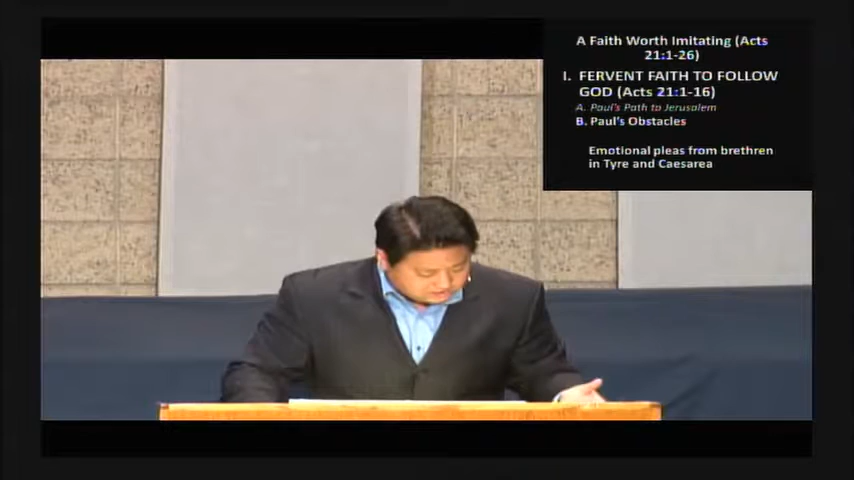 A Faith Worth Imitating (Acts
21:1-26)
I. FERVENT FAITH TO FOLLOW
GOD (Acts 21:1-16)
A. Paul's Path to Jerusalem
B. Paul's Obstacles
Emotional pleas from brethren
in Tyre and Caesarea